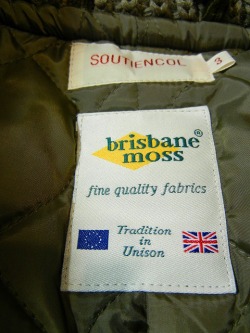 SOUTIENCOL
3
brisbane®
moss
fine quality fabrics
Tradition
in
Unison